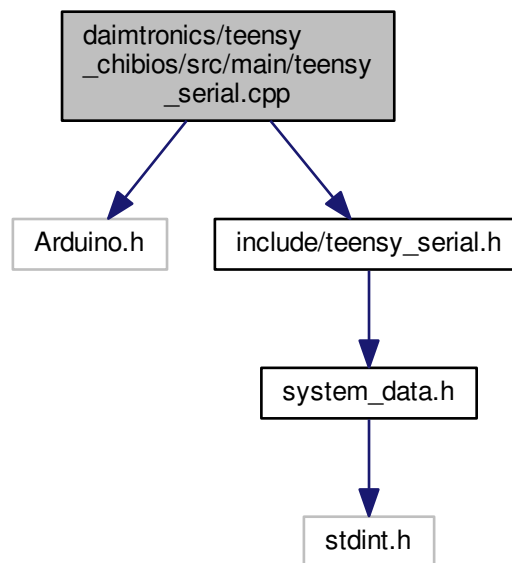 daimtronics/teensy
_chibios/src/main/teensy
_serial.cpp
Arduino.h
include/teensy_serial.h
system_data.h
stdint.h